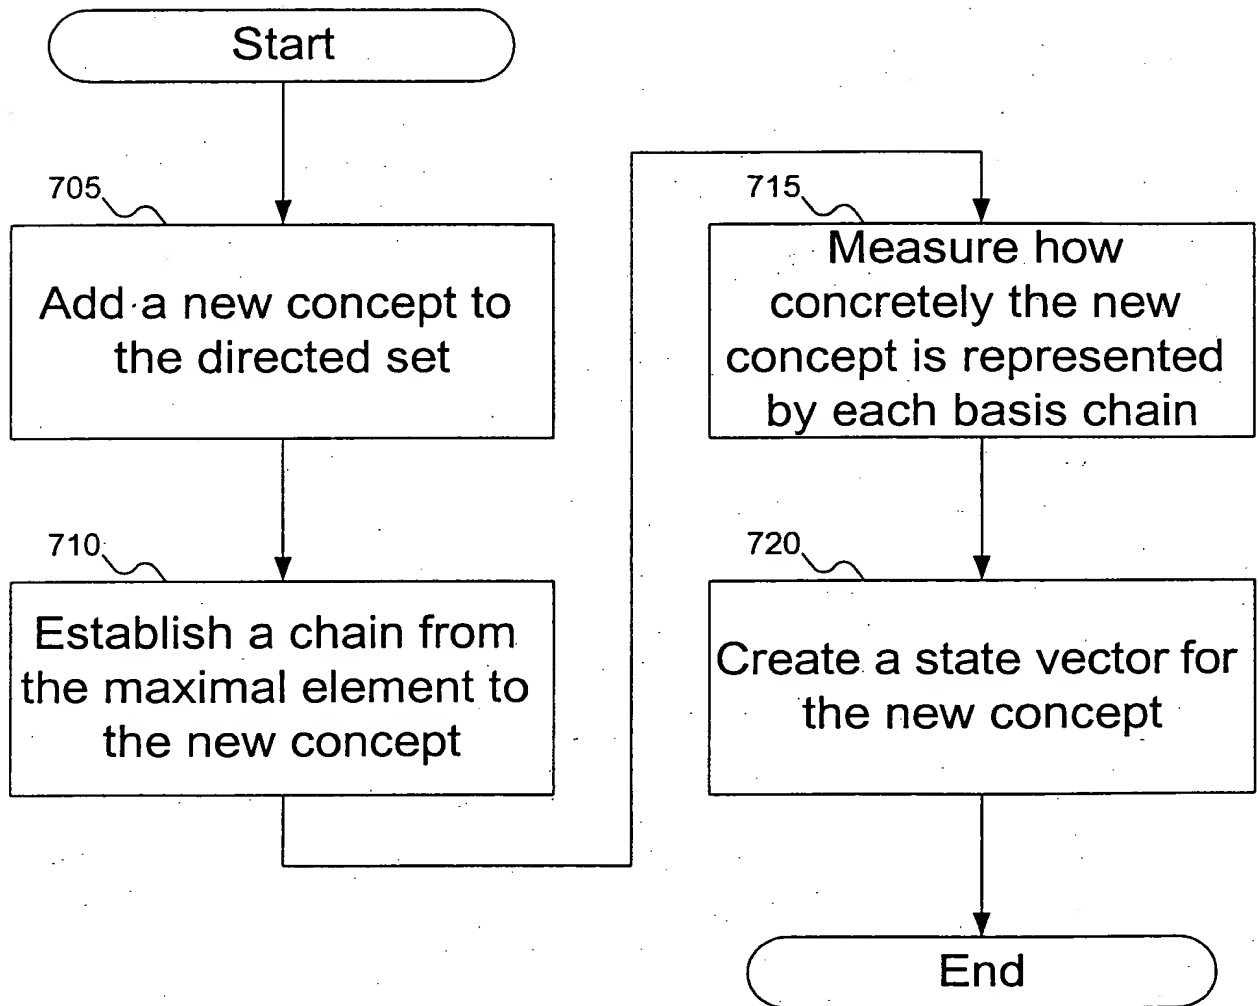 Start
705
Add a new concept to
the directed set
710
Establish a chain from
the maximal element to
the new concept
715
Measure how
concretely the new
concept is represented
by each basis chain
720
Create a state vector for
the new concept
End